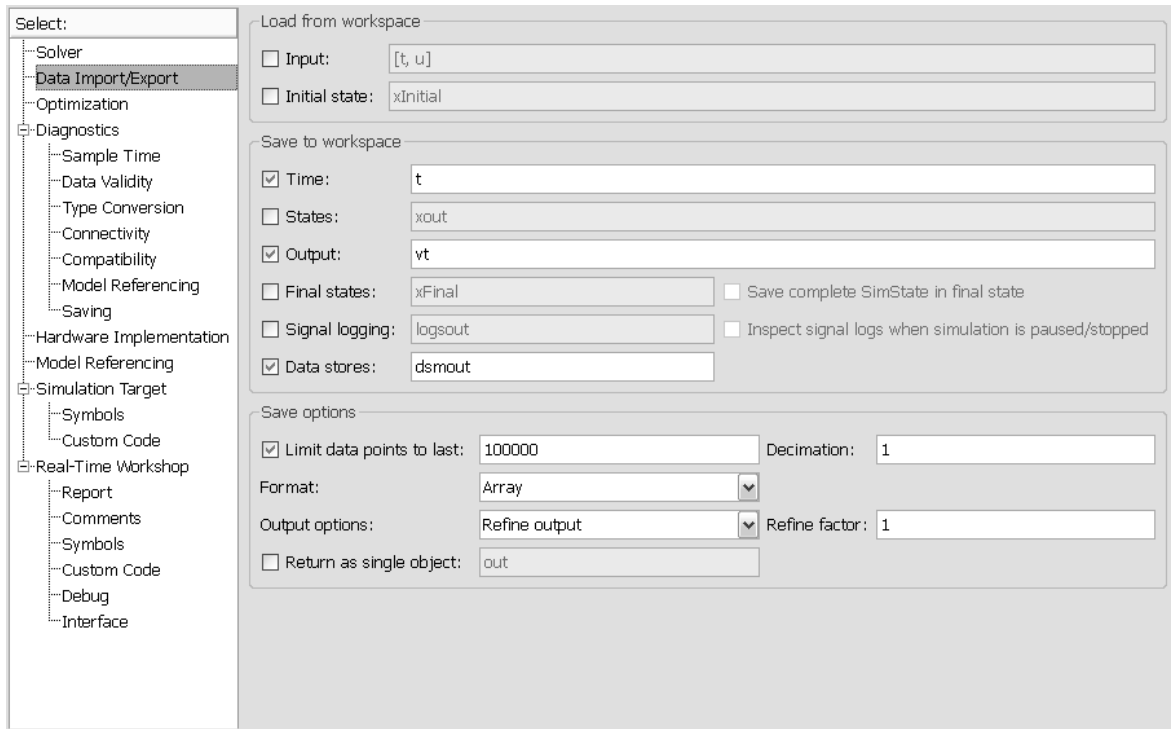 Select:
Solver
Data Import/Export
Optimization
Diagnostics
Sample Time
Data Validity
Type Conversion
Connectivity
Compatibility
Model Referencing
Saving
Hardware Implementation
Model Referencing
Simulation Target
Symbols
Custom Code
Real-Time Workshop
Report
Comments
Symbols
Custom Code
Debug
Interface
Load from workspace
Input: [t, u]
Initial state: xInitial
Save to workspace
Time: t
States: xout
Output: vt
Final states: xFinal Save complete SimState in final state
Signal logging: logsout Inspect signal logs when simulation is paused/stopped
Data stores: dsmout
Save options
Limit data points to last: 100000 Decimation: 1
Format: Array
Output options: Refine output Refine factor: 1
Return as single object: out